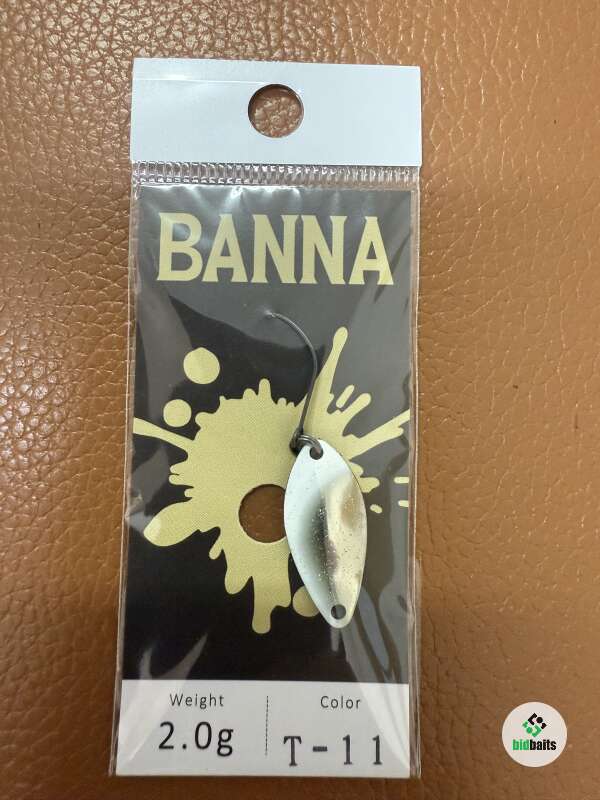 BANNA
Weight
2.0g
Color
T-11
bidbaits